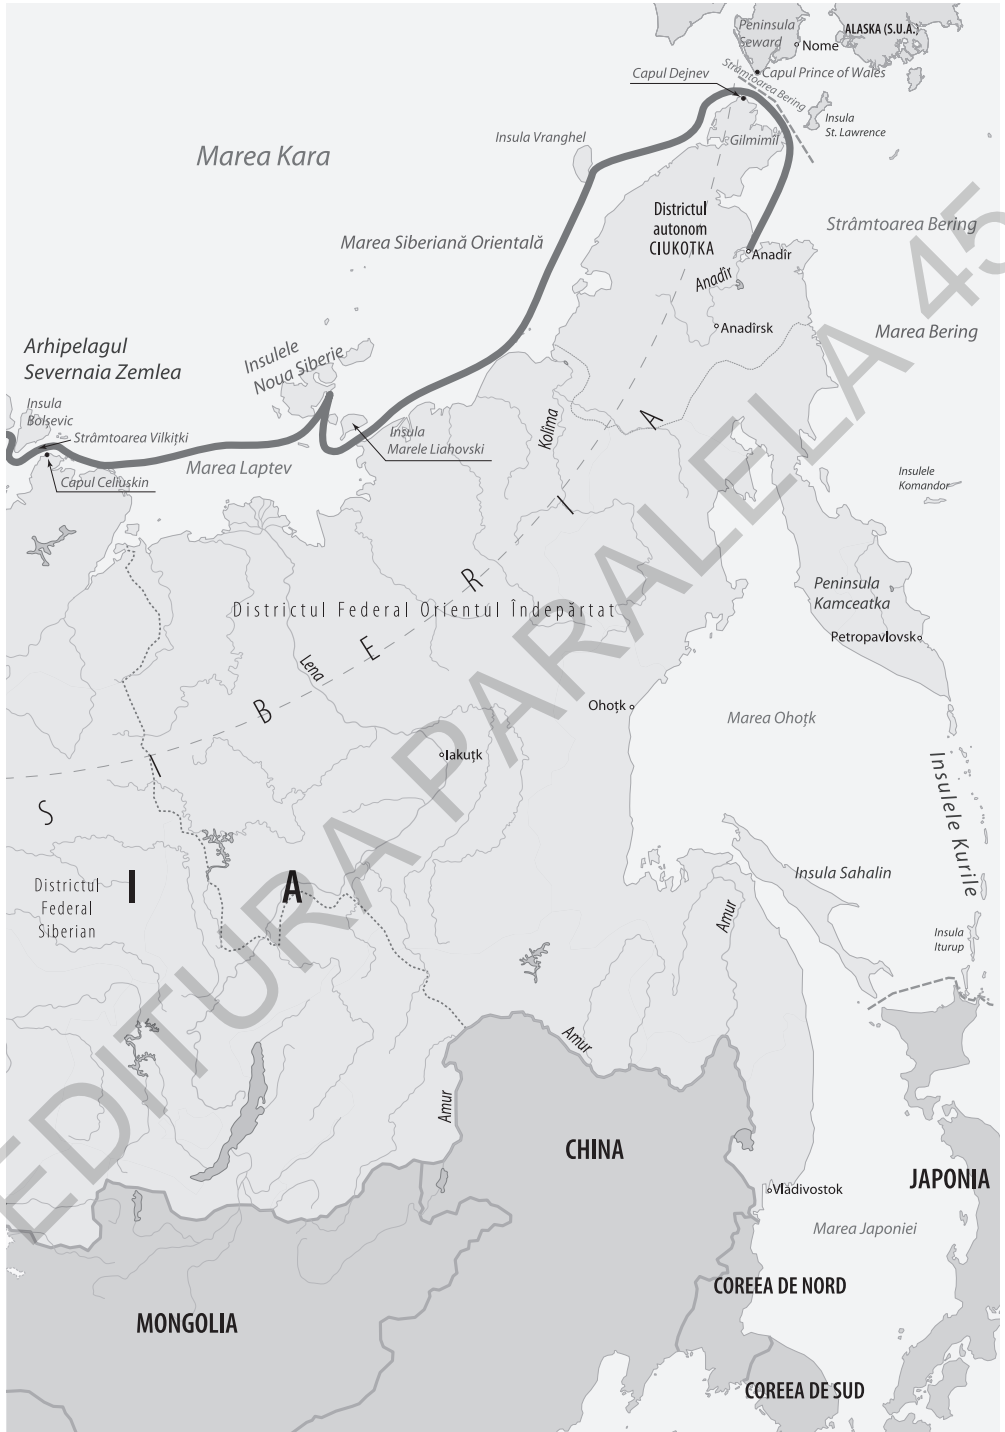 Peninsula
Seward
ALASKA (S.U.A.)
Nome
Capul Dejnev
Capul Prince of Wales
Strâmtoarea Bering
Insula
St. Lawrence
Insula Vranghel
Gilmimîl
Marea Kara
Districtul
autonom
CIUKOTKA
Strâmtoarea Bering
Marea Siberiană Orientală
Anadîr
Anadîr
Anadîrsk
Marea Bering
Arhipelagul
Severnaia Zemlea
Insulele
Noua Siberie
Insula
Bolșevic
Strâmtoarea Vilkițki
Insula
Marele Liahovski
Kolîma
Marea Laptev
Capul Celiuskin
Insulele
Komandor
Peninsula
Kamceatka
Districtul Federal Orientul Îndepărtat
Petropavlovsk
Lena
Ohoțk
Marea Ohoțk
Iakuțk
S I B E R I A
Insulele Kurile
I A
Districtul
Federal
Siberian
Insula Sahalin
Amur
Insula
Iturup
Amur
Amur
CHINA
JAPONIA
Vladivostok
Marea Japoniei
COREEA DE NORD
MONGOLIA
COREEA DE SUD
EDITURA PARALELA 45